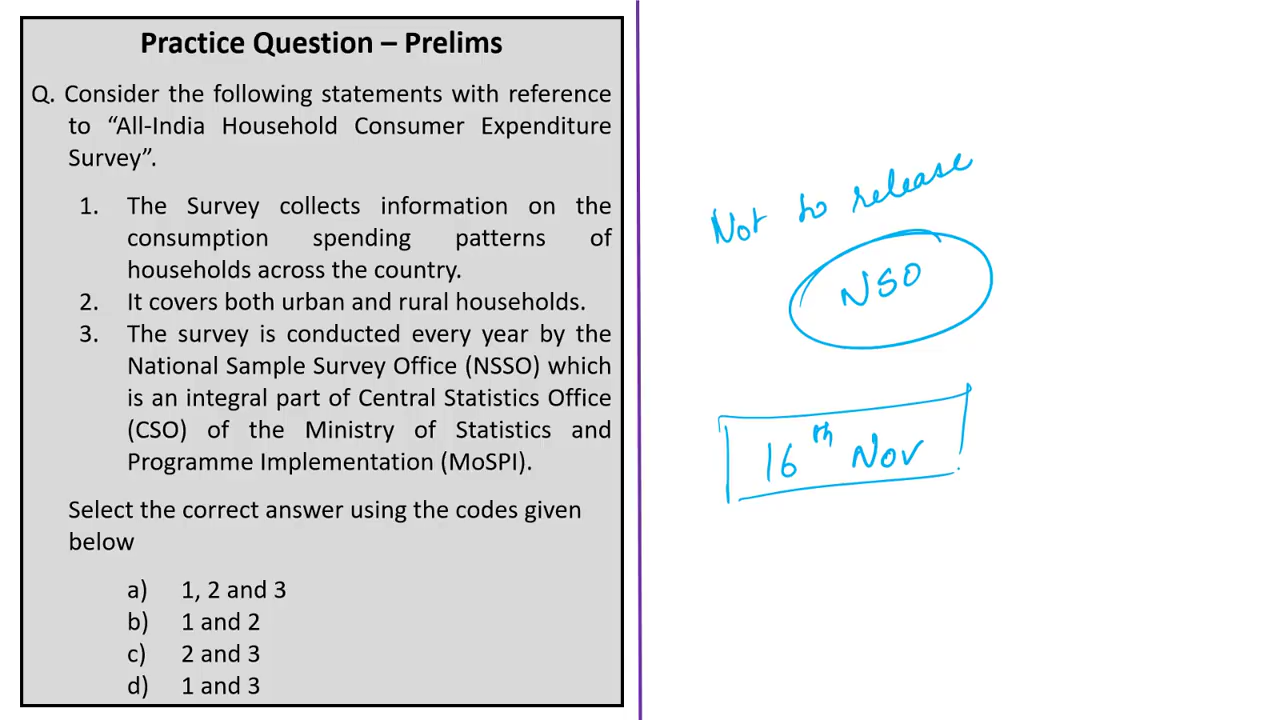 Practice Question – Prelims
Q. Consider the following statements with reference
to “All-India Household Consumer Expenditure
Survey”.
1. The Survey collects information on the
consumption spending patterns of
households across the country.
2. It covers both urban and rural households.
3. The survey is conducted every year by the
National Sample Survey Office (NSSO) which
is an integral part of Central Statistics Office
(CSO) of the Ministry of Statistics and
Programme Implementation (MoSPI).
Select the correct answer using the codes given
below
a) 1, 2 and 3
b) 1 and 2
c) 2 and 3
d) 1 and 3
Not to release
NSO
16th Nov